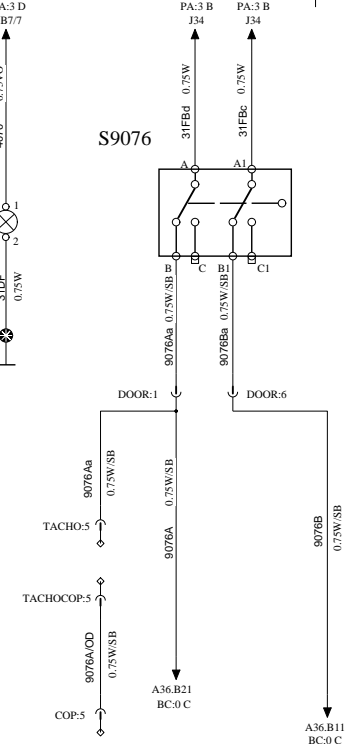 A:3 D
B7/7
PA:3 B
J34
PA:3 B
J34
31FBd 0.75W
31FBc 0.75W
S9076
A
A1
1
2
B
C
B1
C1
0.75W
9076Aa 0.75W/SB
9076Ba 0.75W/SB
DOOR:1
DOOR:6
9076Aa
0.75W/SB
0.75W/SB
9076A
9076B
0.75W/SB
TACHO:5
TACHOCOP:5
9076A/OD
0.75W/SB
COP:5
A36.B21
BC:0 C
A36.B11
BC:0 C